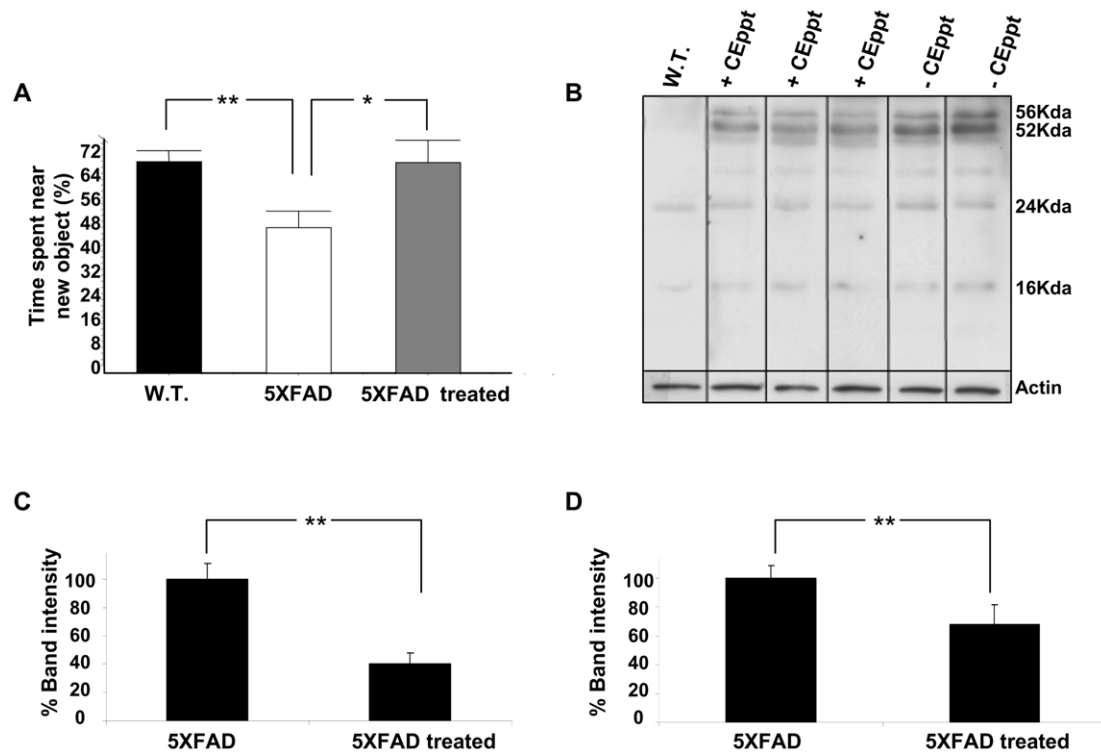 A
Time spent near
new object (%)
72
64
56
48
40
32
24
16
8
0
**
*
W.T.
5XFAD
5XFAD treated
B
W.T.
+ CEppt
+ CEppt
+ CEppt
- CEppt
- CEppt
56Kda
52Kda
24Kda
16Kda
Actin
C
% Band intensity
100
80
60
40
20
0
**
5XFAD
5XFAD treated
D
% Band intensity
100
80
60
40
20
0
**
5XFAD
5XFAD treated